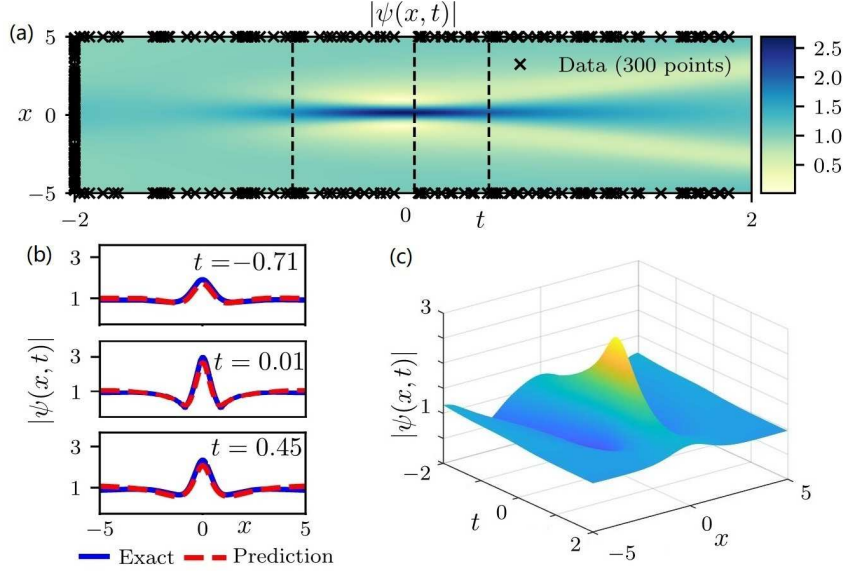 |ψ(x, t)|
(a)
5
x 0
−5
−2 0 t 2
× Data (300 points)
2.5
2.0
1.5
1.0
0.5
(b)
|ψ(x, t)|
3
1
t = −0.71
3
1
t = 0.01
3
1
t = 0.45
−5 0 x 5
Exact Prediction
(c)
|ψ(x, t)|
3
1
−2
t 0
2
−5
0 x
5